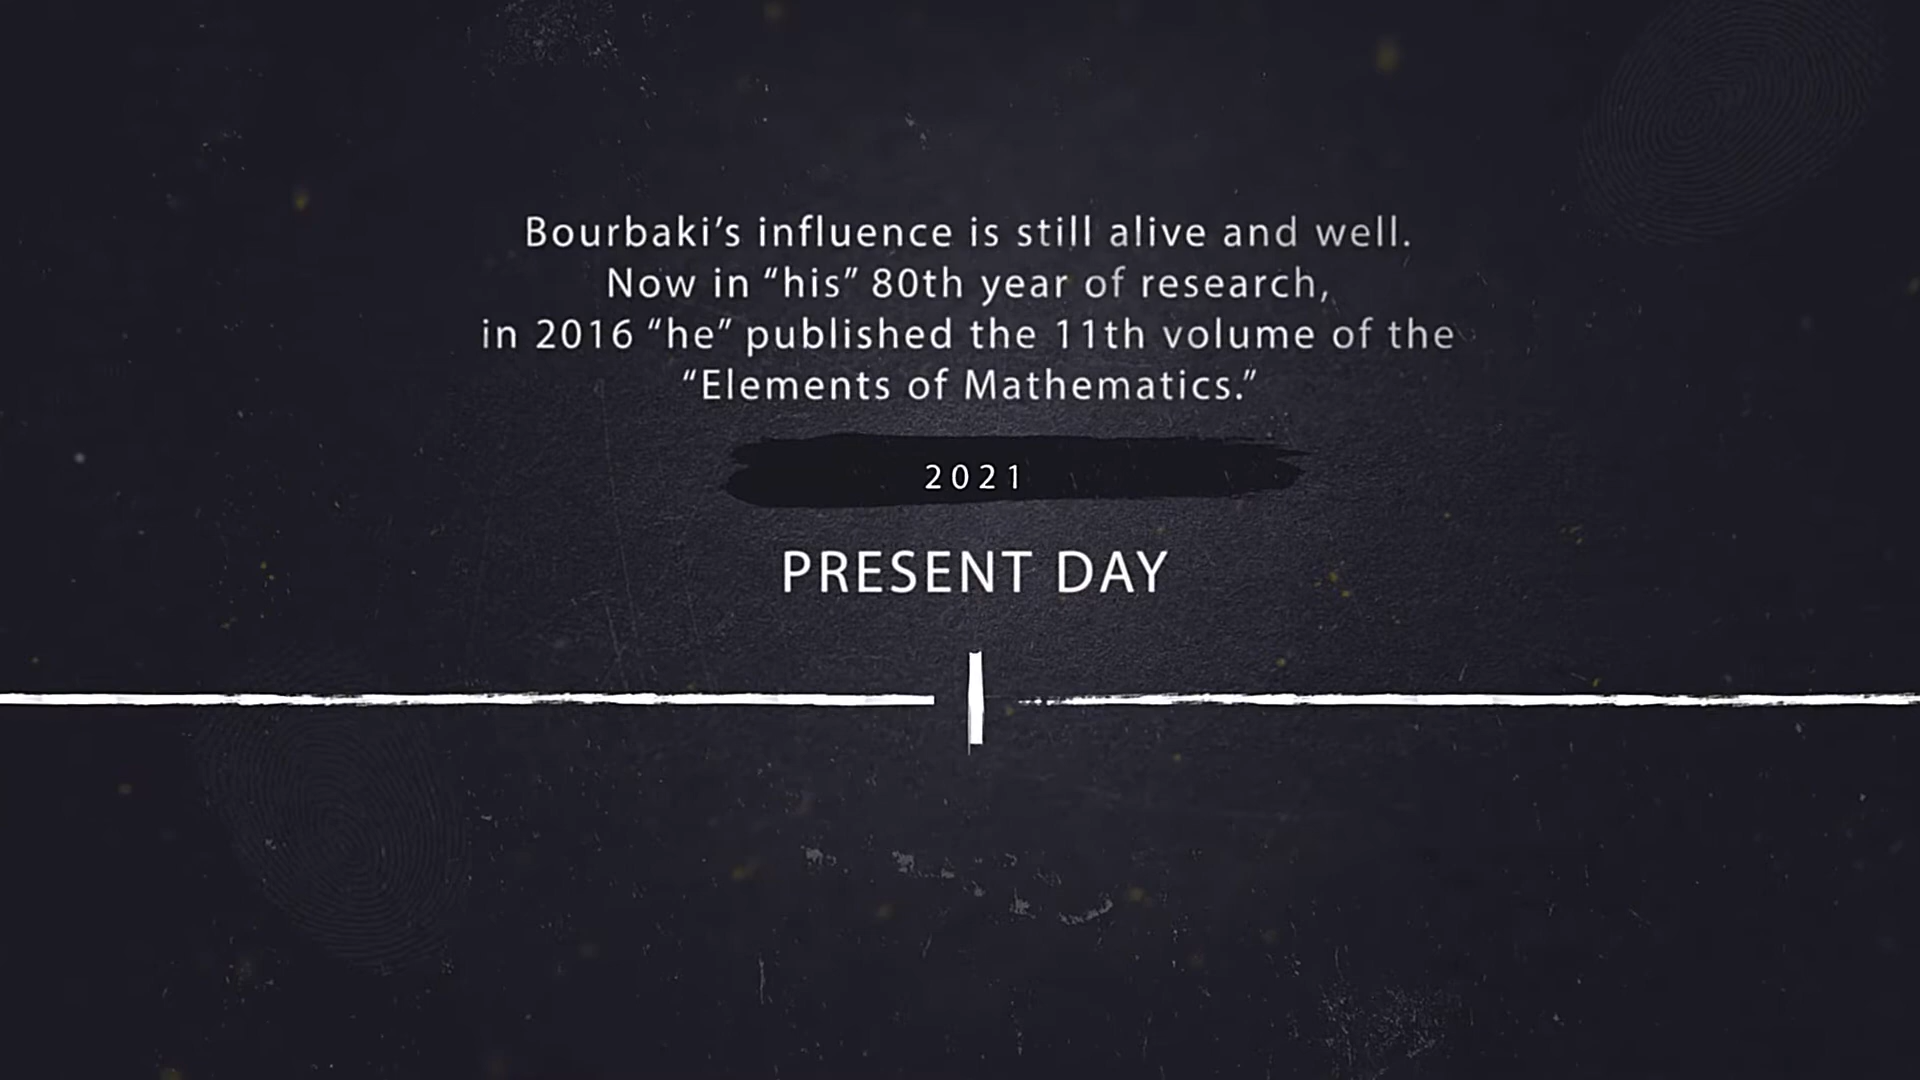 Bourbaki’s influence is still alive and well.
Now in “his” 80th year of research,
in 2016 “he” published the 11th volume of the
“Elements of Mathematics.”
2021
PRESENT DAY